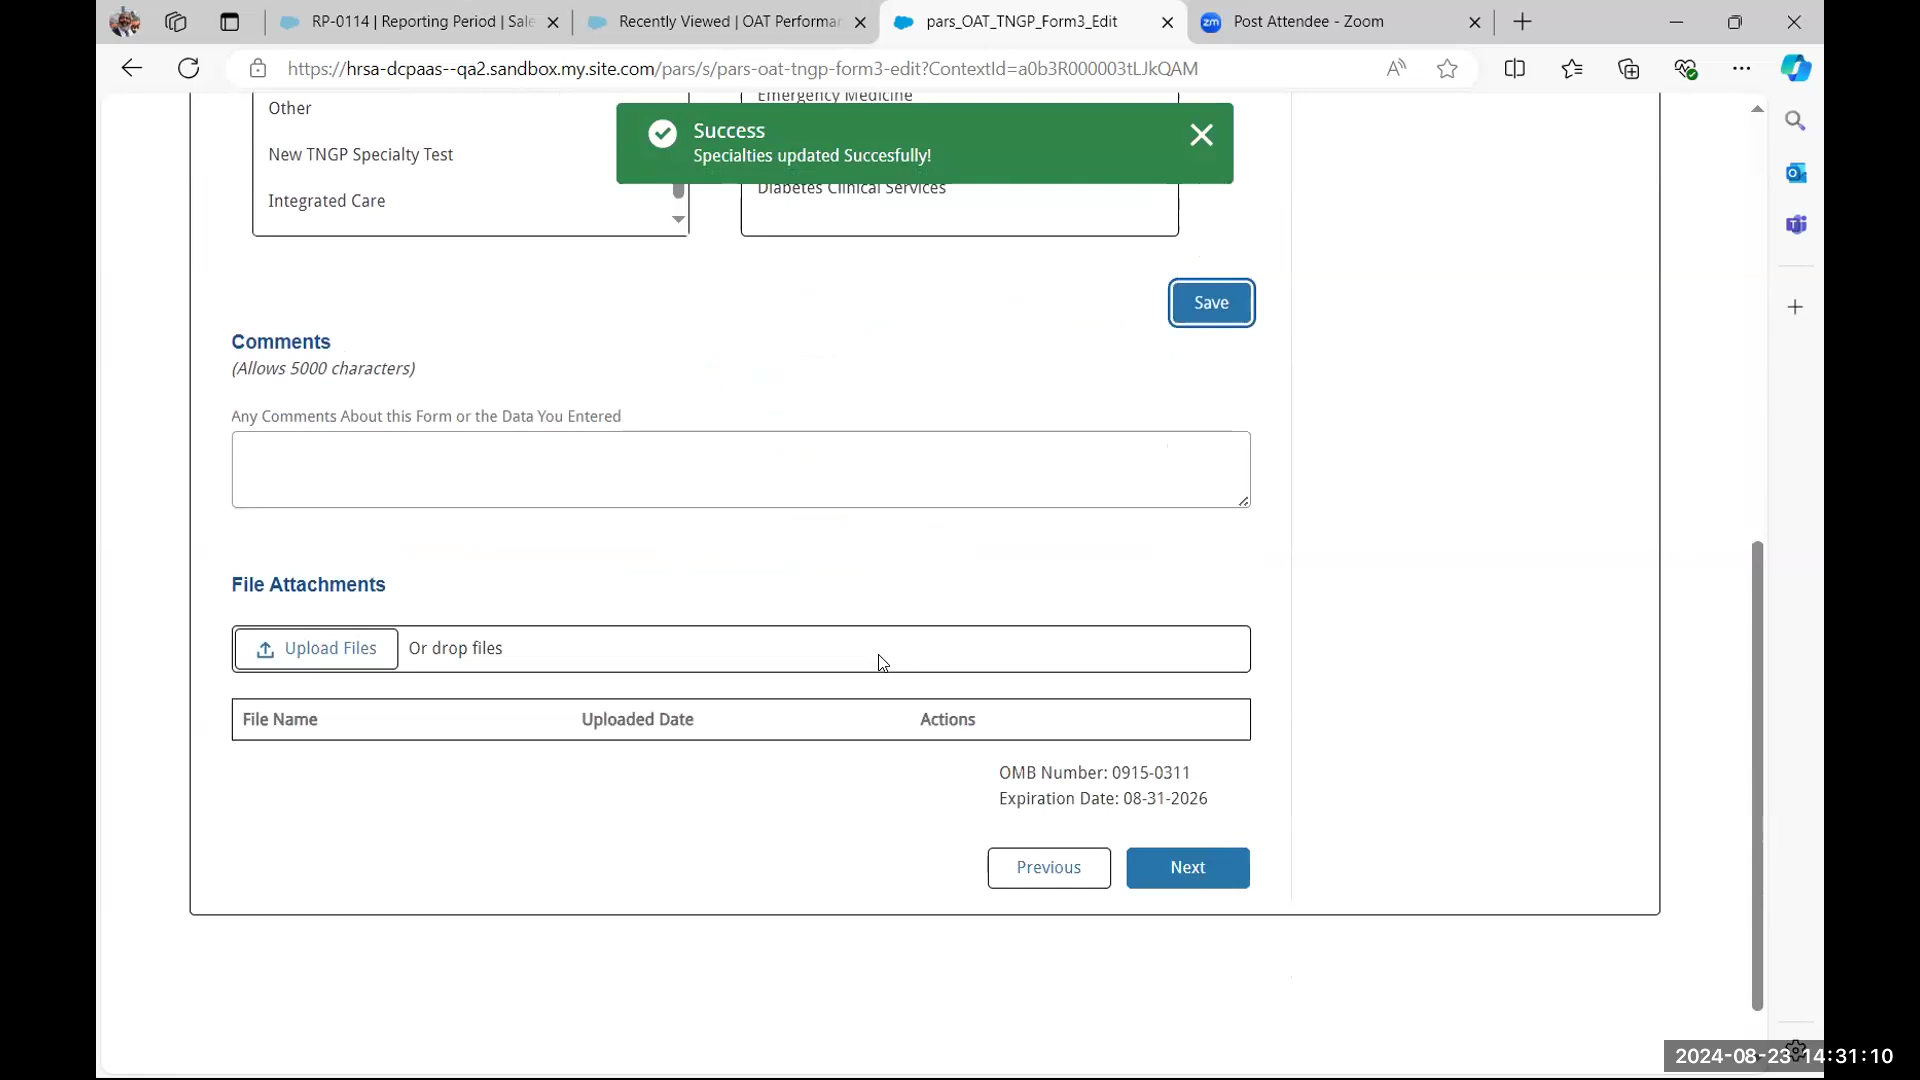 RP-0114 | Reporting Period | Sale
Recently Viewed | OAT Performa
pars_OAT_TNGP_Form3_Edit
Post Attendee - Zoom
https://hrsa-dcpaas--qa2.sandbox.my.site.com/pars/s/pars-oat-tngp-form3-edit?ContextId=a0b3R000003tLJkQAM
Other
New TNGP Specialty Test
Integrated Care
Emergency Medicine
Success
Specialties updated Succesfully!
Diabetes Clinical Services
Save
Comments
(Allows 5000 characters)
Any Comments About this Form or the Data You Entered
File Attachments
Upload Files Or drop files
File Name Uploaded Date Actions
OMB Number: 0915-0311
Expiration Date: 08-31-2026
Previous Next
2024-08-23 14:31:10